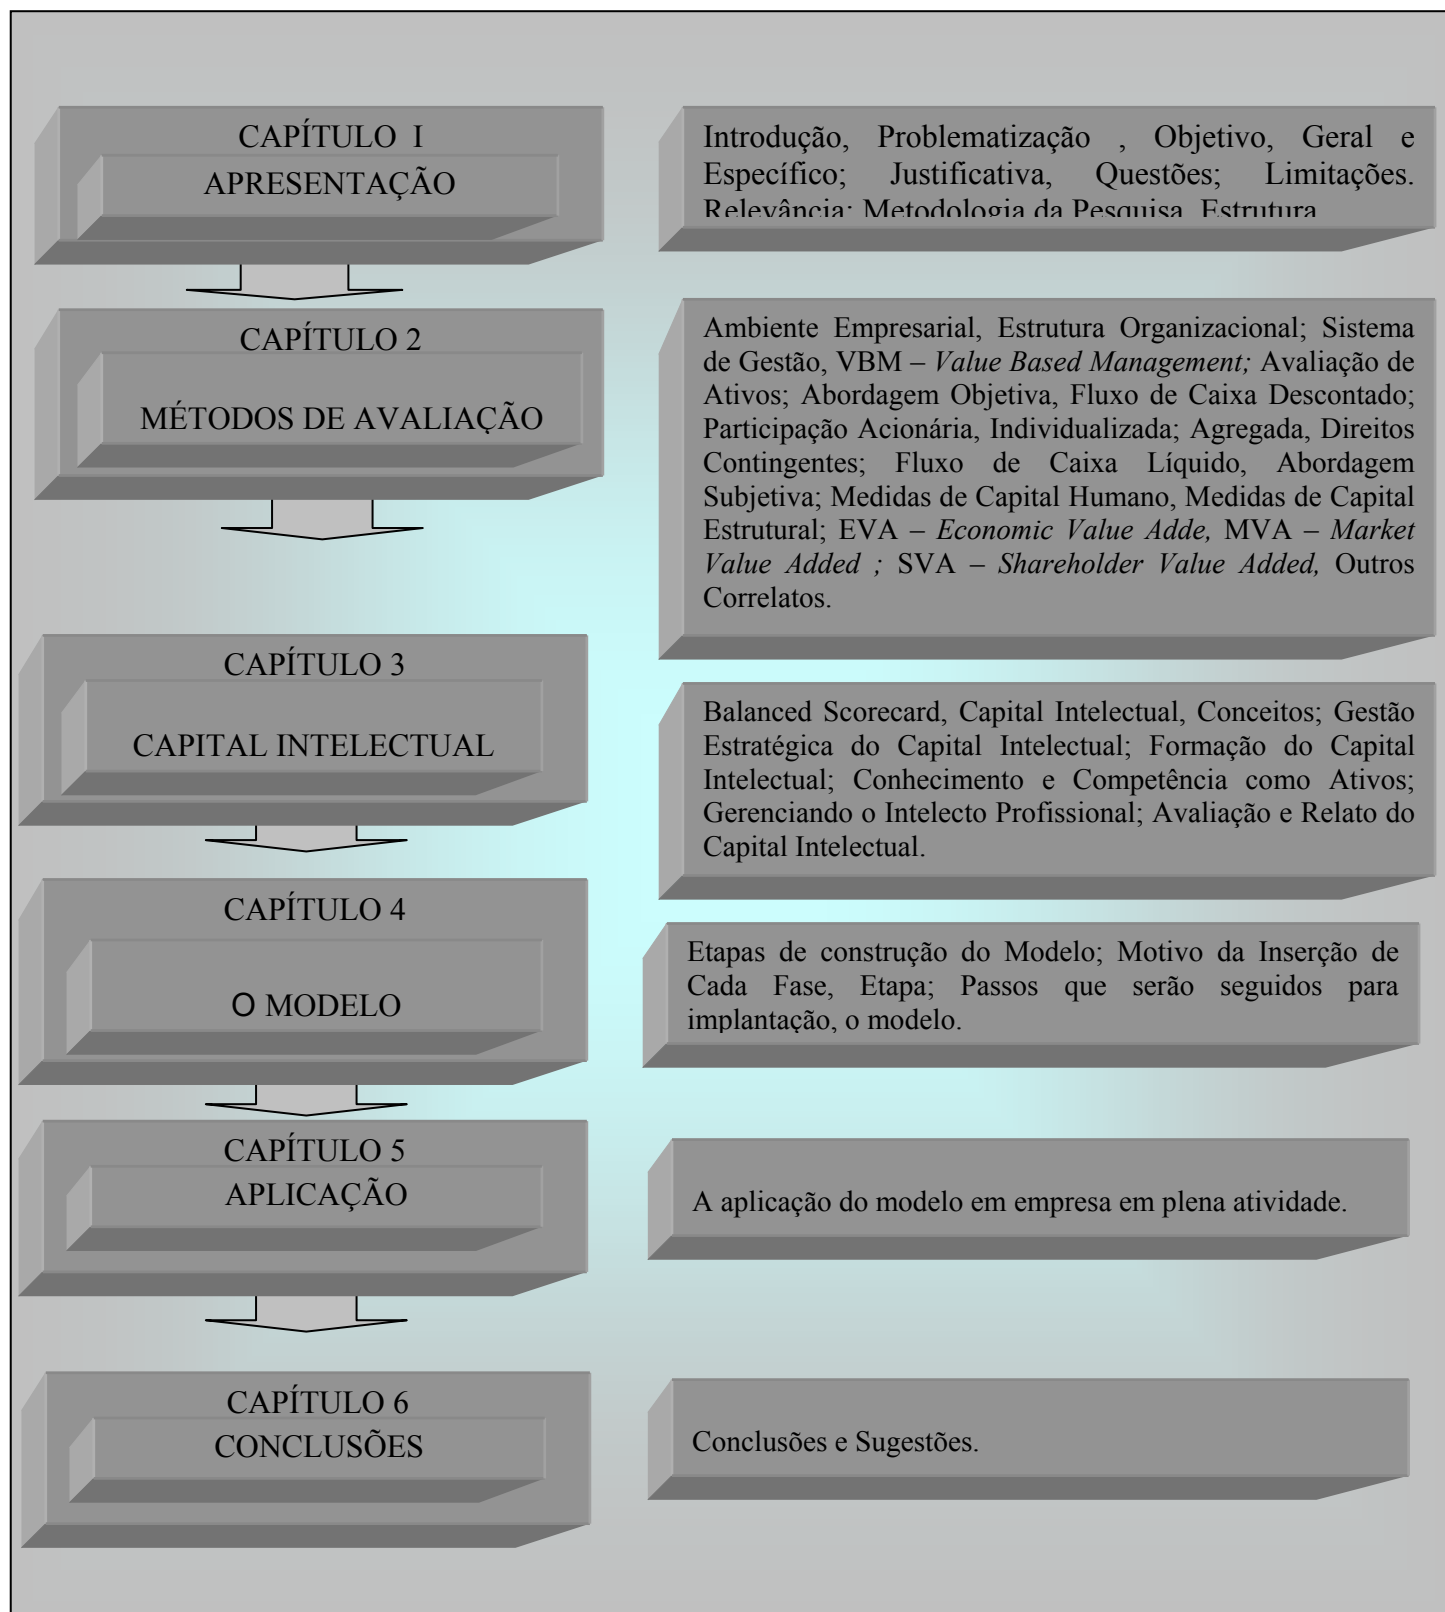 CAPÍTULO I
APRESENTAÇÃO
Introdução, Problematização , Objetivo, Geral e
Específico; Justificativa, Questões; Limitações.
Relevância; Metodologia da Pesquisa, Estrutura
CAPÍTULO 2
MÉTODOS DE AVALIAÇÃO
Ambiente Empresarial, Estrutura Organizacional; Sistema
de Gestão, VBM – Value Based Management; Avaliação de
Ativos; Abordagem Objetiva, Fluxo de Caixa Descontado;
Participação Acionária, Individualizada; Agregada, Direitos
Contingentes; Fluxo de Caixa Líquido, Abordagem
Subjetiva; Medidas de Capital Humano, Medidas de Capital
Estrutural; EVA – Economic Value Adde, MVA – Market
Value Added ; SVA – Shareholder Value Added, Outros
Correlatos.
CAPÍTULO 3
CAPITAL INTELECTUAL
Balanced Scorecard, Capital Intelectual, Conceitos; Gestão
Estratégica do Capital Intelectual; Formação do Capital
Intelectual; Conhecimento e Competência como Ativos;
Gerenciando o Intelecto Profissional; Avaliação e Relato do
Capital Intelectual.
CAPÍTULO 4
O MODELO
Etapas de construção do Modelo; Motivo da Inserção de
Cada Fase, Etapa; Passos que serão seguidos para
implantação, o modelo.
CAPÍTULO 5
APLICAÇÃO
A aplicação do modelo em empresa em plena atividade.
CAPÍTULO 6
CONCLUSÕES
Conclusões e Sugestões.